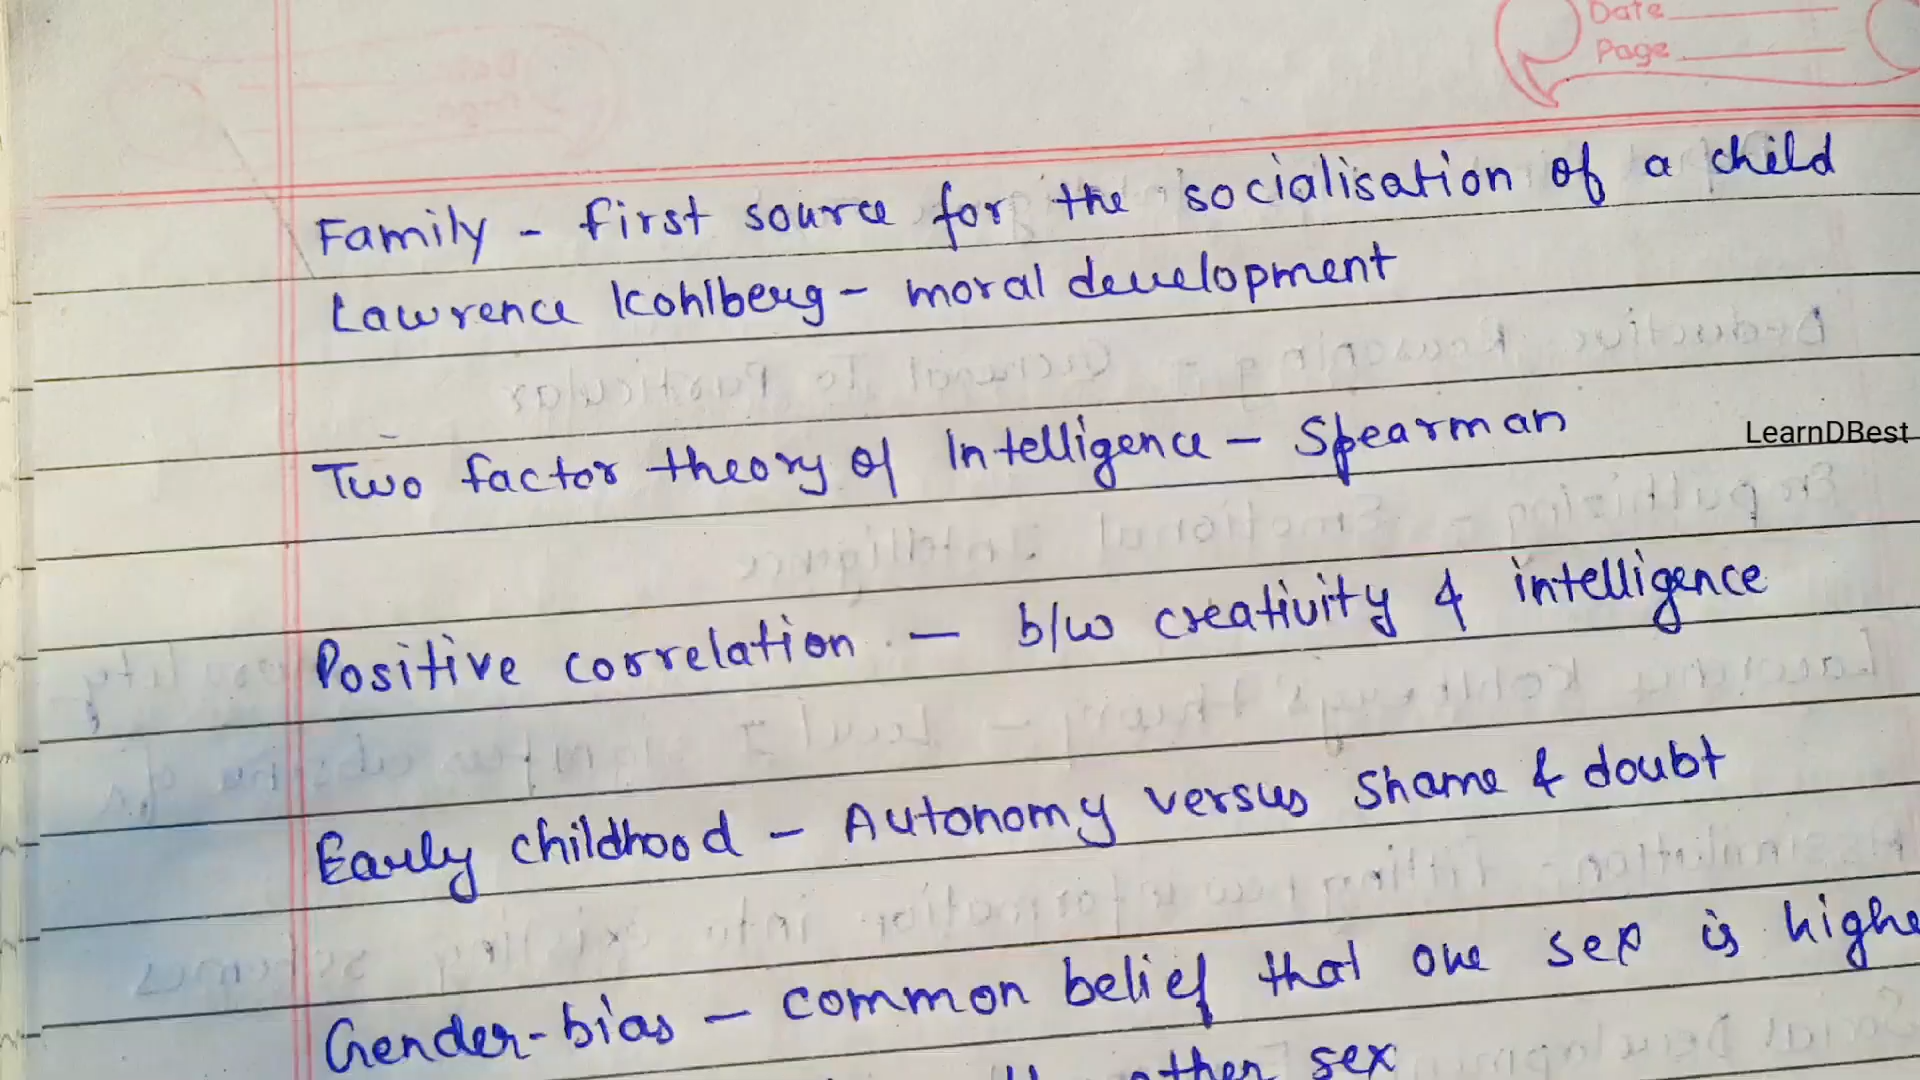 Date
Page
Family - first source for the socialisation of a child
Lawrence Kohlberg - moral development
Two factor theory of Intelligence - Spearman
LearnDBest
Positive correlation - b/w creativity & intelligence
Early childhood - Autonomy versus shame & doubt
Gender-bias - common belief that one sex is highe
other sex